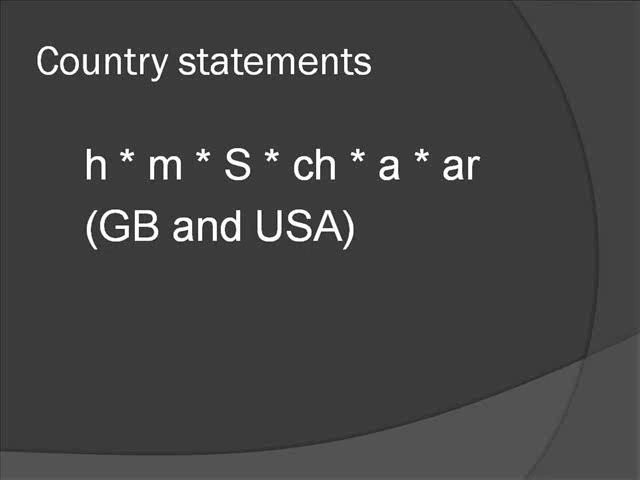 Country statements
h * m * S * ch * a * ar
(GB and USA)